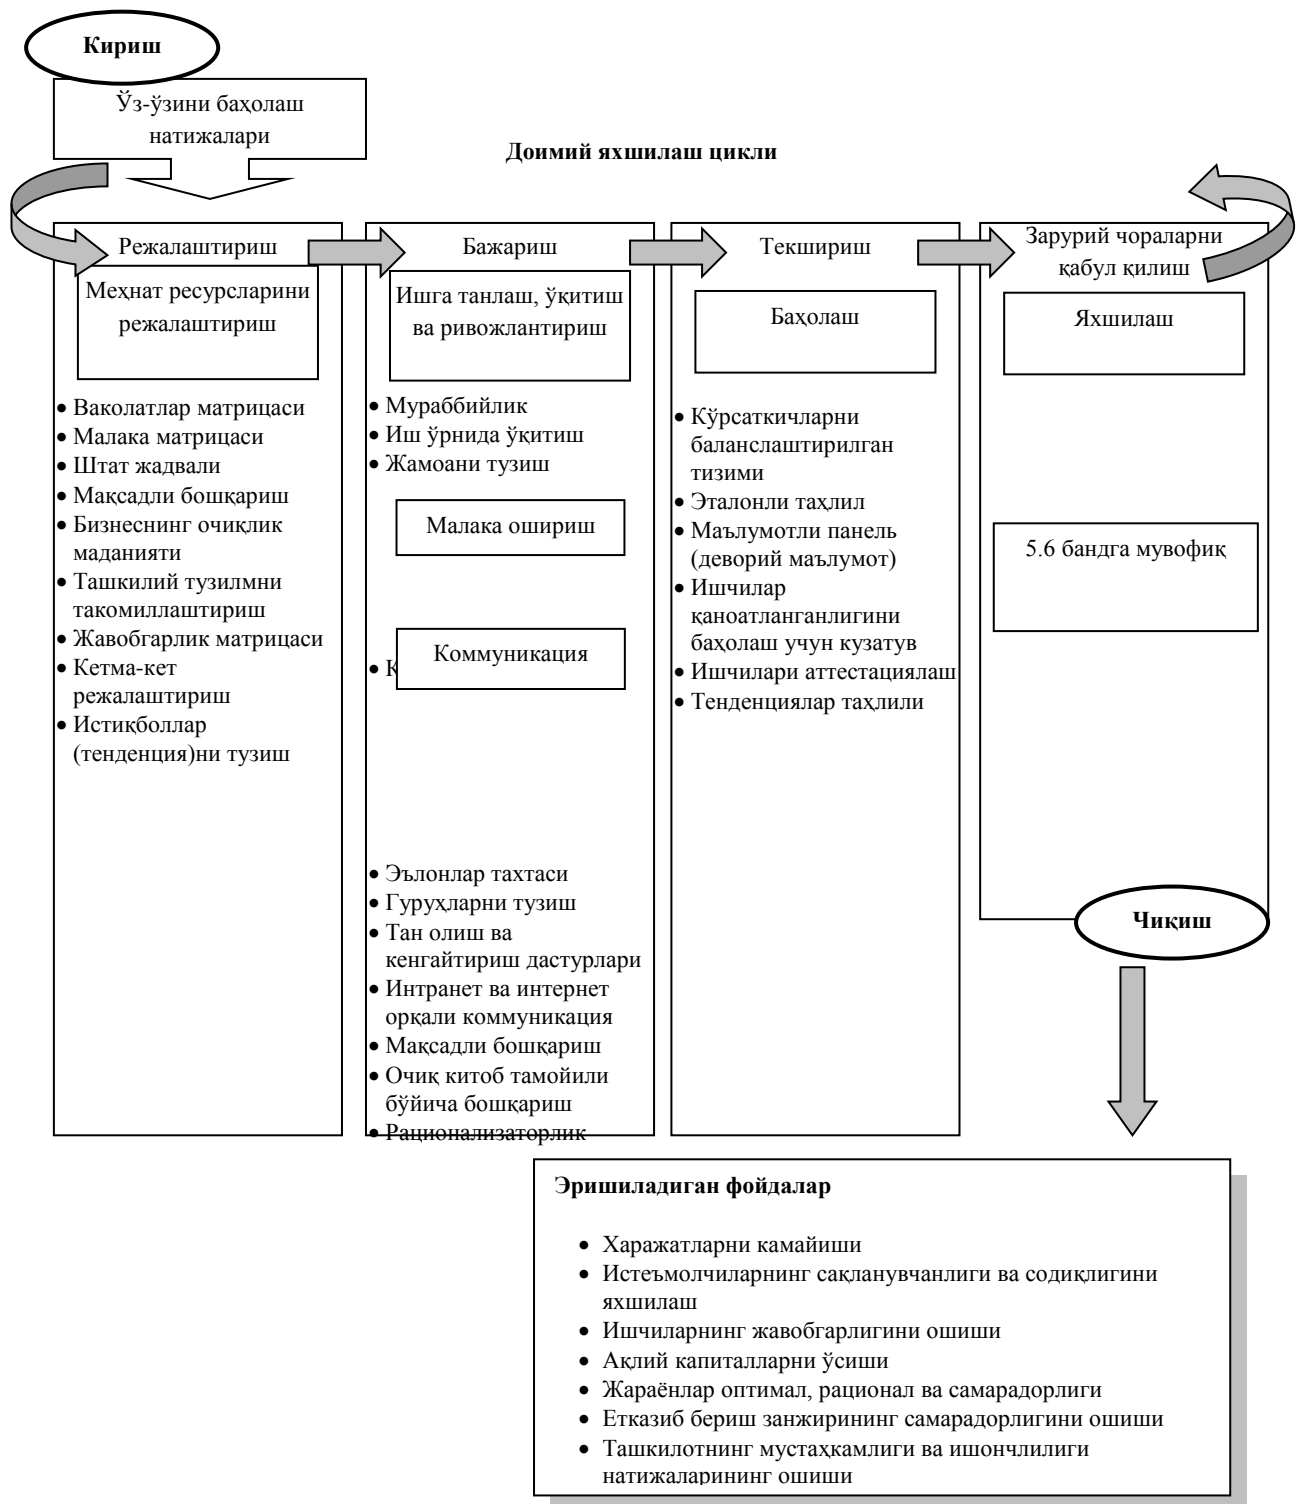 Кириш
Ўз-ўзини баҳолаш
натижалари
Доимий яхшилаш цикли
Режалаштириш
Меҳнат ресурсларини
режалаштириш
• Ваколатлар матрицаси
• Малака матрицаси
• Штат жадвали
• Мақсадли бошқариш
• Бизнеснинг очиқлик
маданияти
• Ташкилий тузилмни
такомиллаштириш
• Жавобгарлик матрицаси
• Кетма-кет
режалаштириш
• Истиқболлар
(тенденция)ни тузиш
Бажариш
Ишга танлаш, ўқитиш
ва ривожлантириш
• Мураббийлик
• Иш ўрнида ўқитиш
• Жамоани тузиш
Малака ошириш
Коммуникация
• Эълонлар тахтаси
• Гуруҳларни тузиш
• Тан олиш ва
кенгайтириш дастурлари
• Интранет ва интернет
орқали коммуникация
• Мақсадли бошқариш
• Очиқ китоб тамойили
бўйича бошқариш
• Рационализаторлик
Текшириш
Баҳолаш
• Кўрсаткичларни
баланслаштирилган
тизими
• Эталонли таҳлил
• Маълумотли панель
(деворий маълумот)
• Ишчилар
қаноатланганлигини
баҳолаш учун кузатув
• Ишчилари аттестациялаш
• Тенденциялар таҳлили
Зарурий чораларни
қабул қилиш
Яхшилаш
5.6 бандга мувофиқ
Чиқиш
Эришиладиган фойдалар
• Харажатларни камайиши
• Истеъмолчиларнинг сақланувчанлиги ва содиқлигини
яхшилаш
• Ишчиларнинг жавобгарлигини ошиши
• Ақлий капиталларни ўсиши
• Жараёнлар оптимал, рационал ва самарадорлиги
• Етказиб бериш занжирининг самарадорлигини ошиши
• Ташкилотнинг мустаҳкамлиги ва ишончлилиги
натижаларининг ошиши